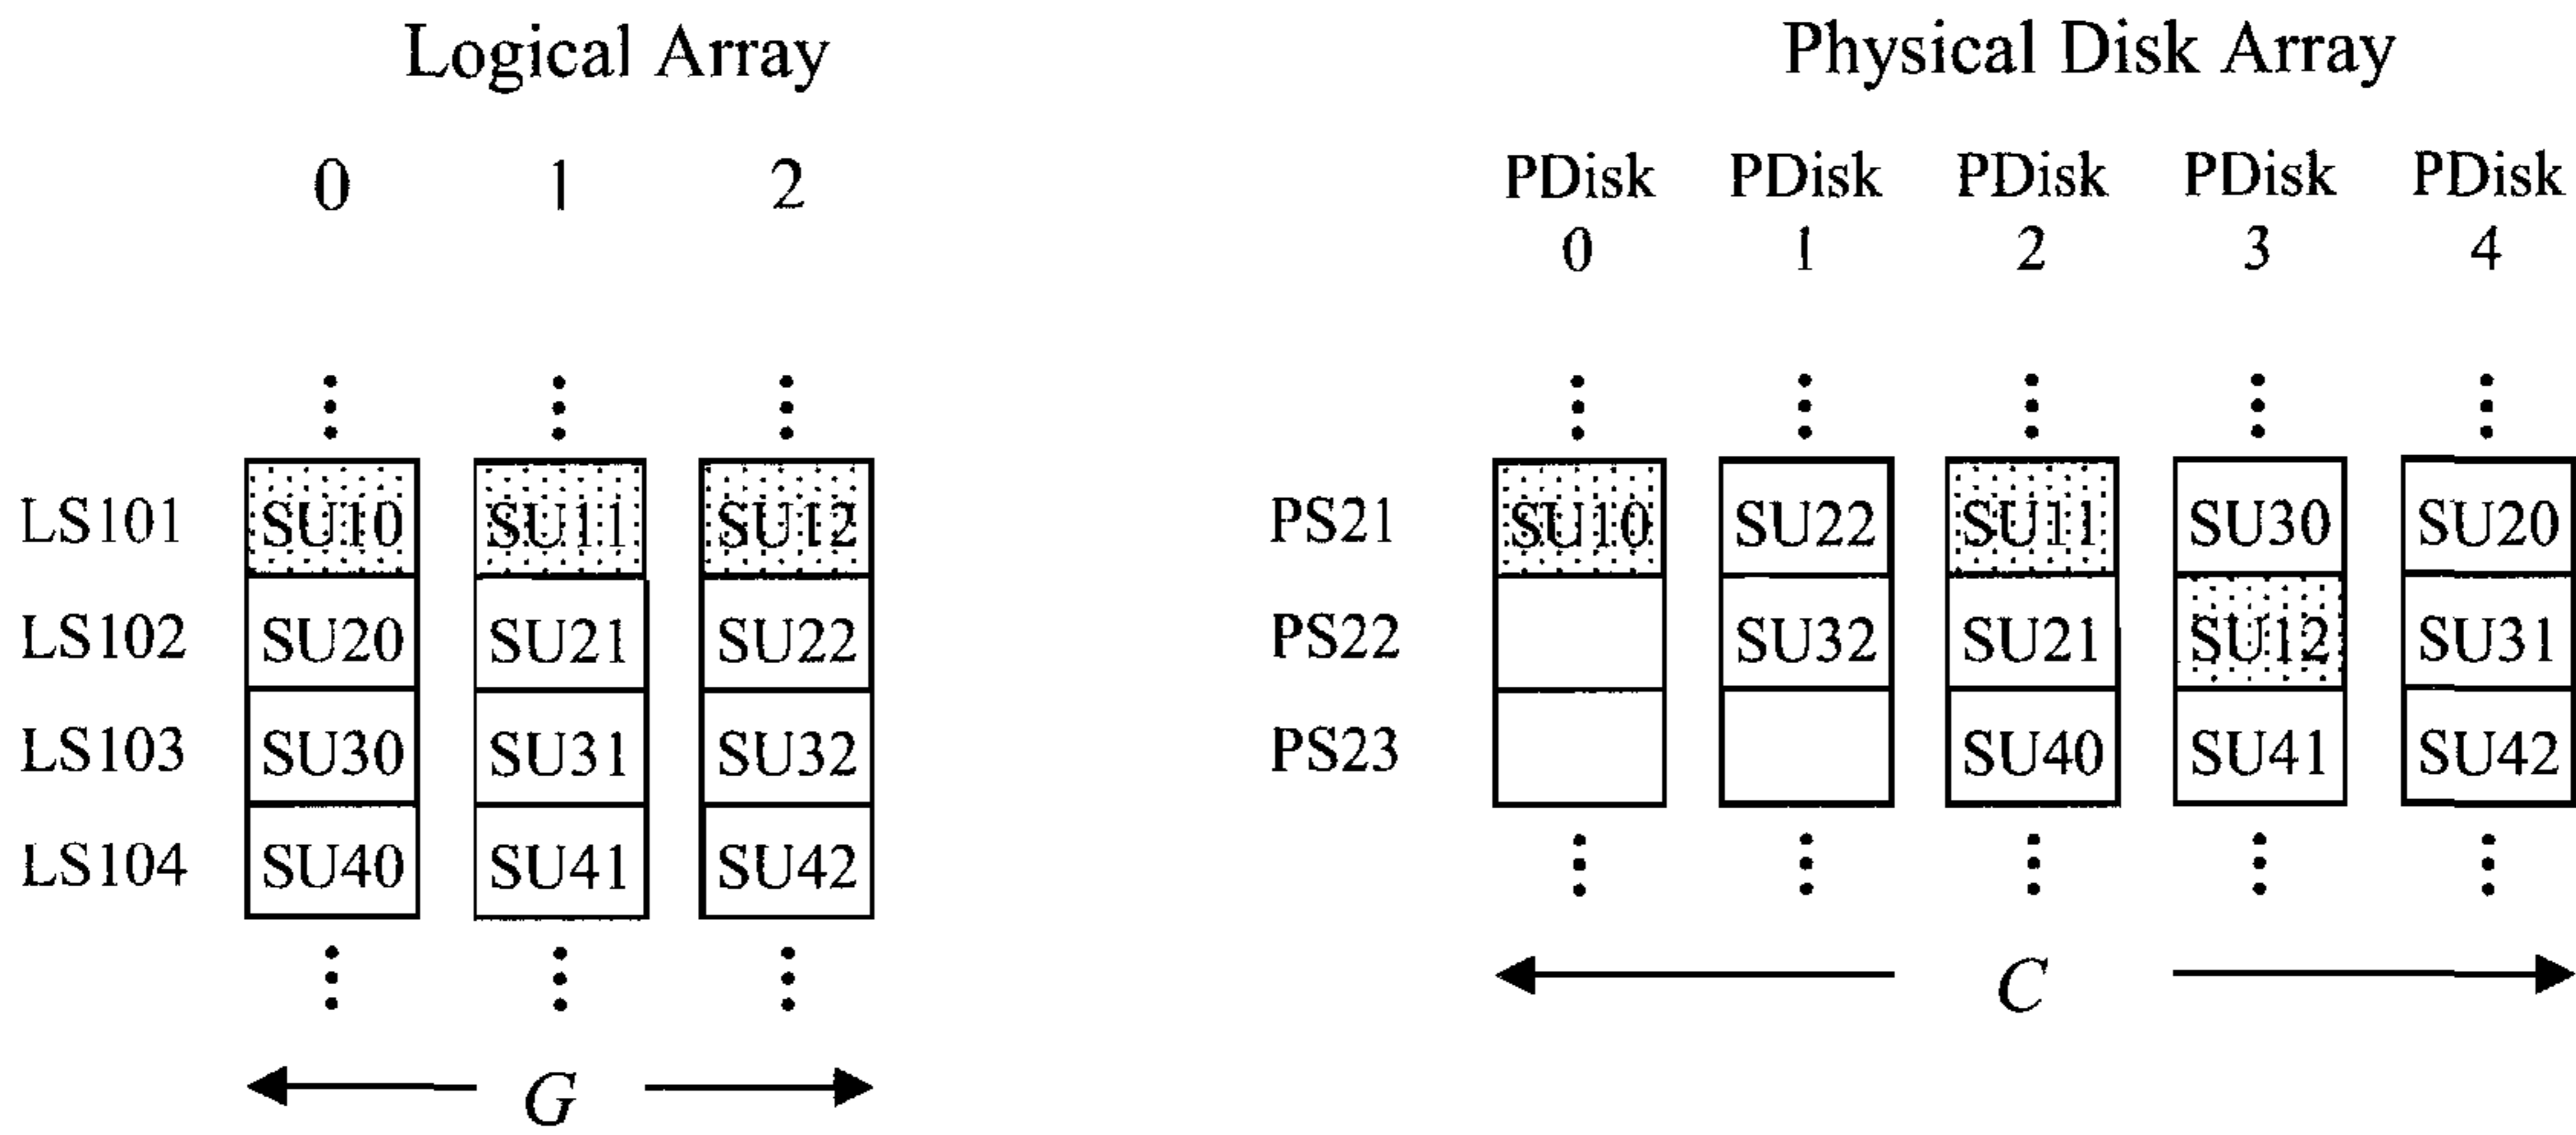 Logical Array Physical Disk Array
0 1 2 PDisk PDisk PDisk PDisk PDisk
0 1 2 3 4
LS101 SU10 SU11 SU12 PS21 SU10 SU22 SU11 SU30 SU20
LS102 SU20 SU21 SU22 PS22 SU32 SU21 SU12 SU31
LS103 SU30 SU31 SU32 PS23 SU40 SU41 SU42
LS104 SU40 SU41 SU42
C
G